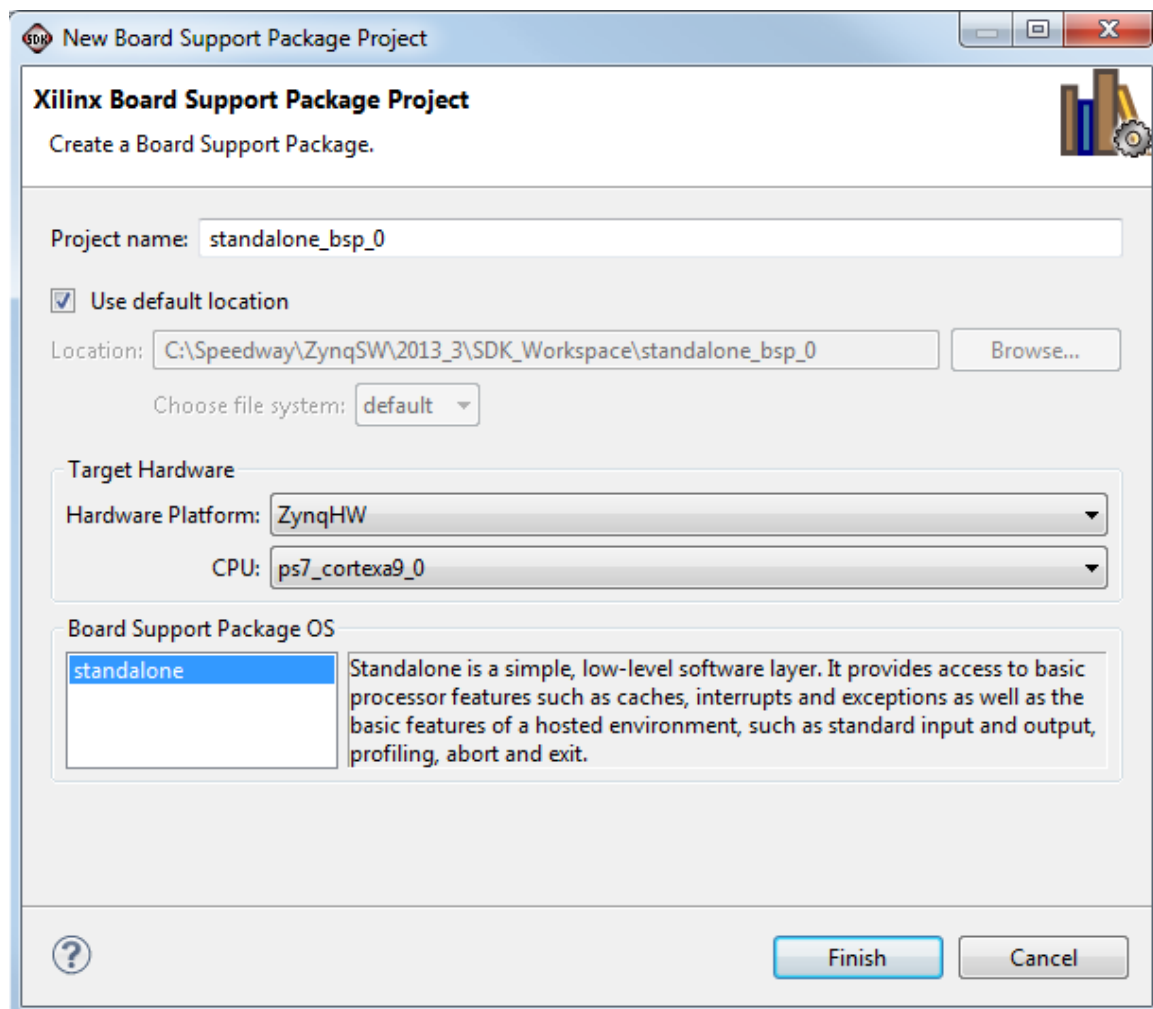 SDK New Board Support Package Project
Xilinx Board Support Package Project
Create a Board Support Package.
Project name: standalone_bsp_0
Use default location
Location: C:\Speedway\ZynqSW\2013_3\SDK_Workspace\standalone_bsp_0 Browse...
Choose file system: default
Target Hardware
Hardware Platform: ZynqHW
CPU: ps7_cortexa9_0
Board Support Package OS
standalone
Standalone is a simple, low-level software layer. It provides access to basic
processor features such as caches, interrupts and exceptions as well as the
basic features of a hosted environment, such as standard input and output,
profiling, abort and exit.
? Finish Cancel